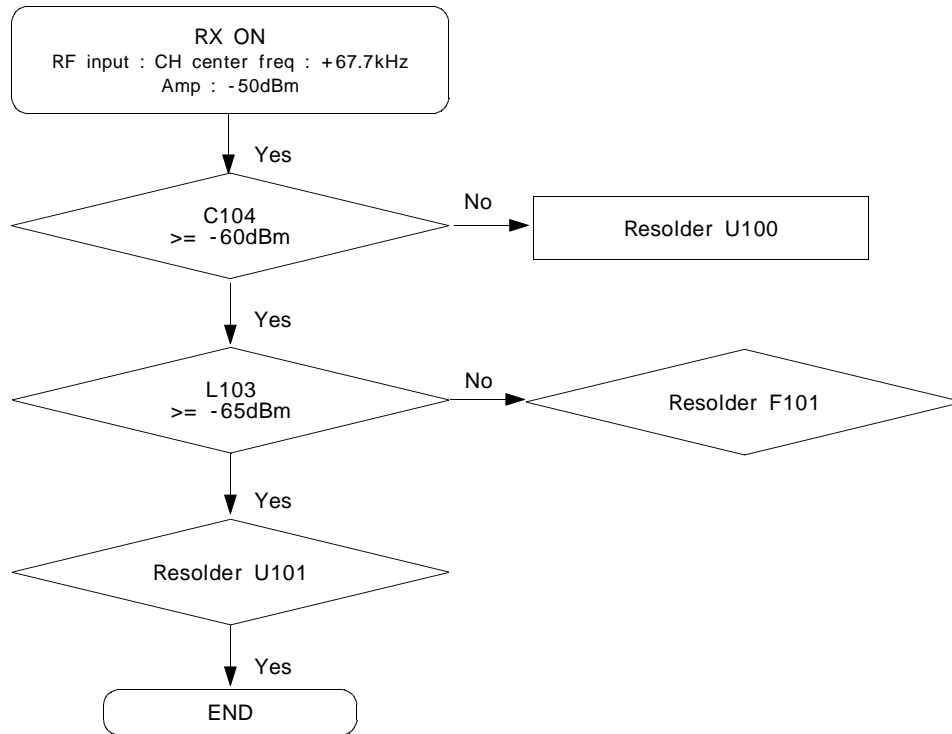 RX ON
RF input : CH center freq : +67.7kHz
Amp : -50dBm
Yes
C104
>= -60dBm
No
Resolder U100
Yes
L103
>= -65dBm
No
Resolder F101
Yes
Resolder U101
Yes
END